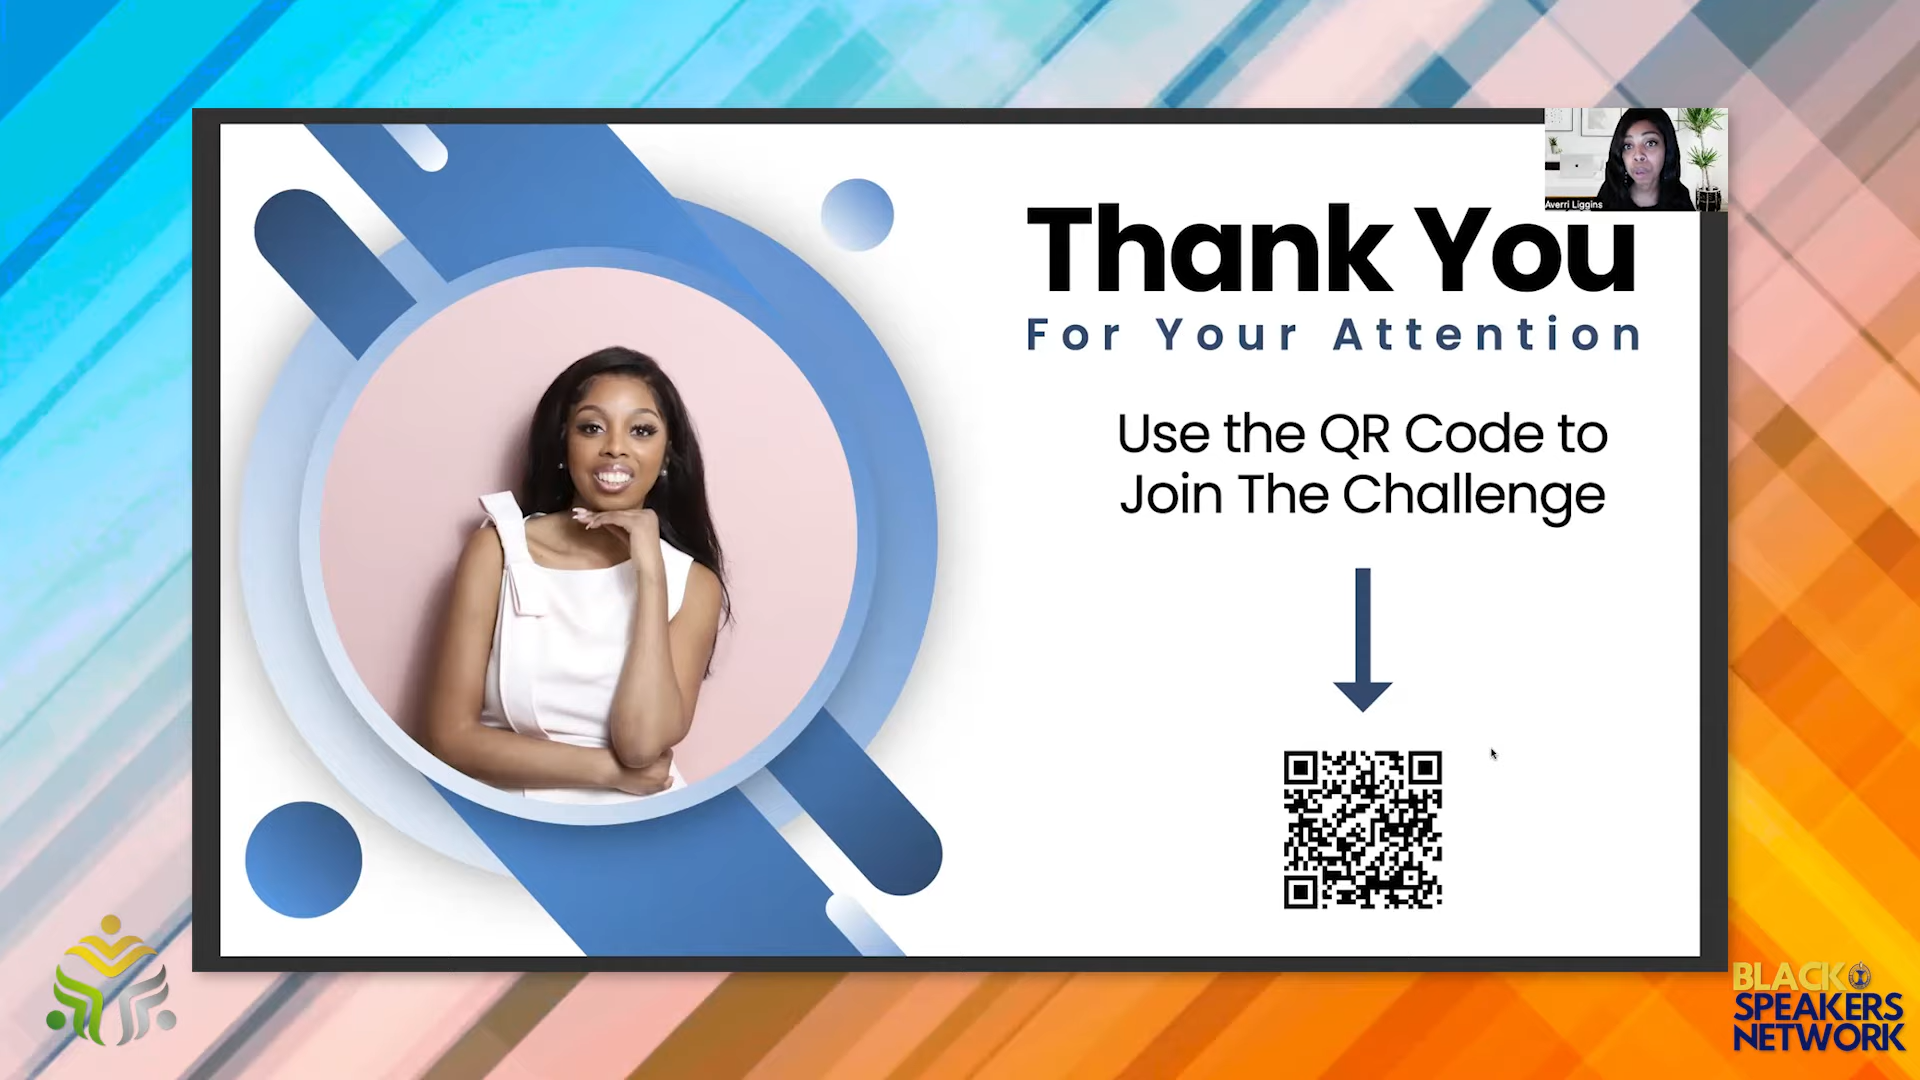 Averri Liggins
Thank You
For Your Attention
Use the QR Code to
Join The Challenge
BLACK
SPEAKERS
NETWORK